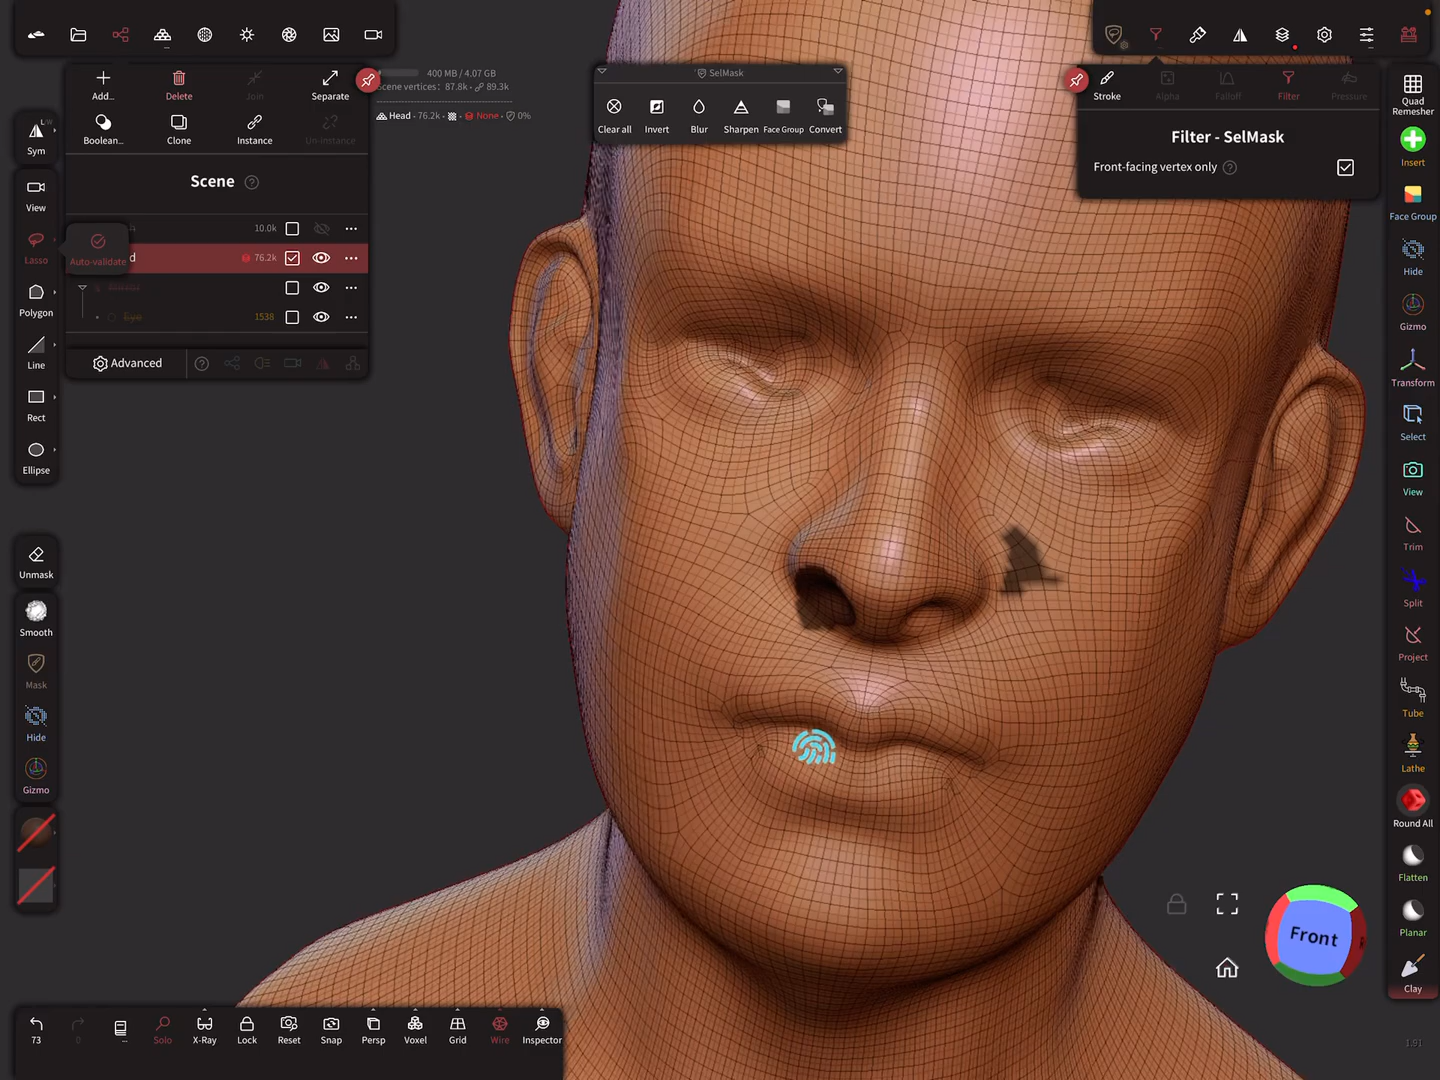 400 MB / 4.07 GB
Scene vertices: 87.8k · 89.3k
Head · 76.2k · None · 0%
Add...
Delete
Join
Separate
Boolean...
Clone
Instance
Un-instance
Scene
10.0k
76.2k
Eye
1538
Advanced
Auto-validate
L/W
Sym
View
Lasso
Polygon
Line
Rect
Ellipse
Unmask
Smooth
Mask
Hide
Gizmo
SelMask
Clear all
Invert
Blur
Sharpen
Face Group
Convert
Stroke
Alpha
Falloff
Filter
Pressure
Filter - SelMask
Front-facing vertex only
Quad
Remesher
Insert
Face Group
Hide
Gizmo
Transform
Select
View
Trim
Split
Project
Tube
Lathe
Round All
Flatten
Planar
Clay
Front
73
Solo
X-Ray
Lock
Reset
Snap
Persp
Voxel
Grid
Wire
Inspector
1.91